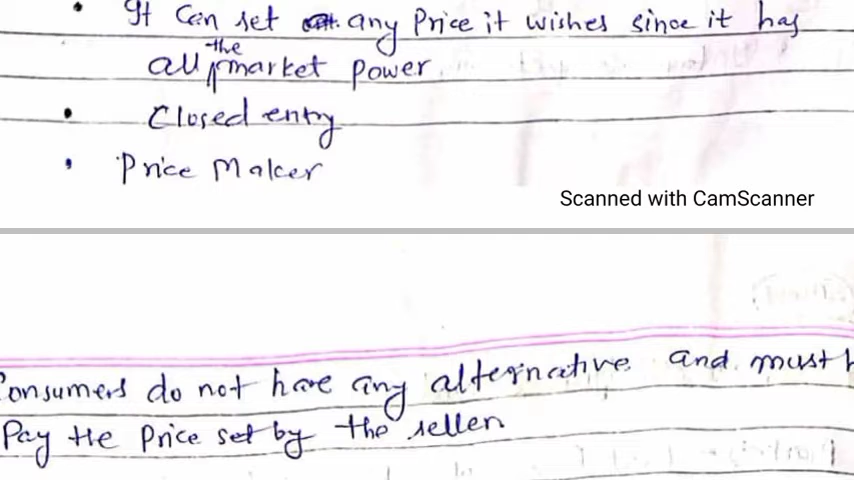 • It can set any Price it wishes since it has
all the market power
• Closed entry
• Price Maker
Scanned with CamScanner
Consumers do not have any alternative and must
Pay the Price set by the seller